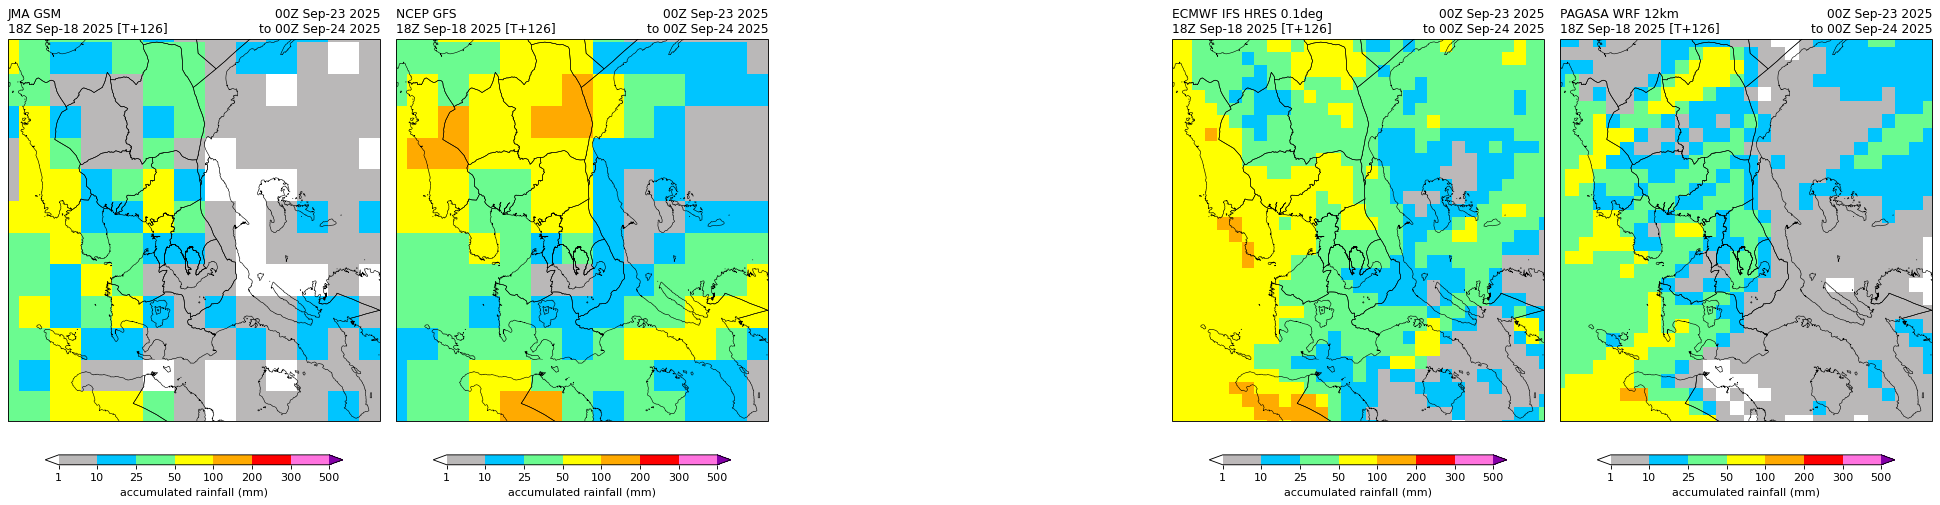 JMA GSM 00Z Sep-23 2025
18Z Sep-18 2025 [T+126] to 00Z Sep-24 2025
1 10 25 50 100 200 300 500
accumulated rainfall (mm)
NCEP GFS 00Z Sep-23 2025
18Z Sep-18 2025 [T+126] to 00Z Sep-24 2025
1 10 25 50 100 200 300 500
accumulated rainfall (mm)
ECMWF IFS HRES 0.1deg 00Z Sep-23 2025
18Z Sep-18 2025 [T+126] to 00Z Sep-24 2025
1 10 25 50 100 200 300 500
accumulated rainfall (mm)
PAGASA WRF 12km 00Z Sep-23 2025
18Z Sep-18 2025 [T+126] to 00Z Sep-24 2025
1 10 25 50 100 200 300 500
accumulated rainfall (mm)